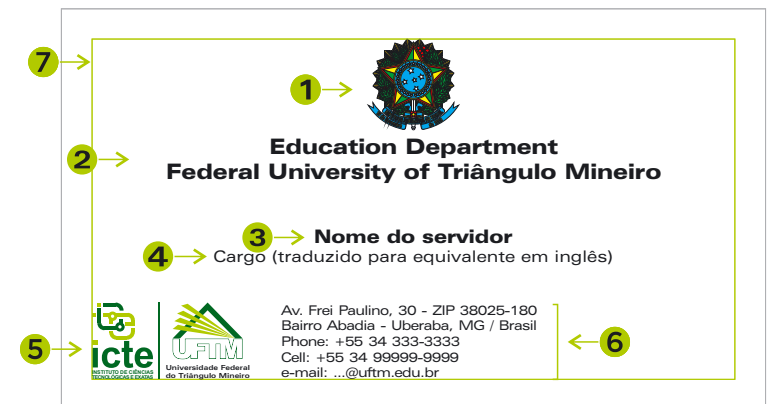 7
1
2
Education Department
Federal University of Triângulo Mineiro
3
Nome do servidor
4
Cargo (traduzido para equivalente em inglês)
5
icte
INSTITUTO DE CIÊNCIAS
TECNOLÓGICAS E EXATAS
UFTM
Universidade Federal
do Triângulo Mineiro
Av. Frei Paulino, 30 - ZIP 38025-180
Bairro Abadia - Uberaba, MG / Brasil
Phone: +55 34 333-3333
Cell: +55 34 99999-9999
e-mail: ...@uftm.edu.br
6